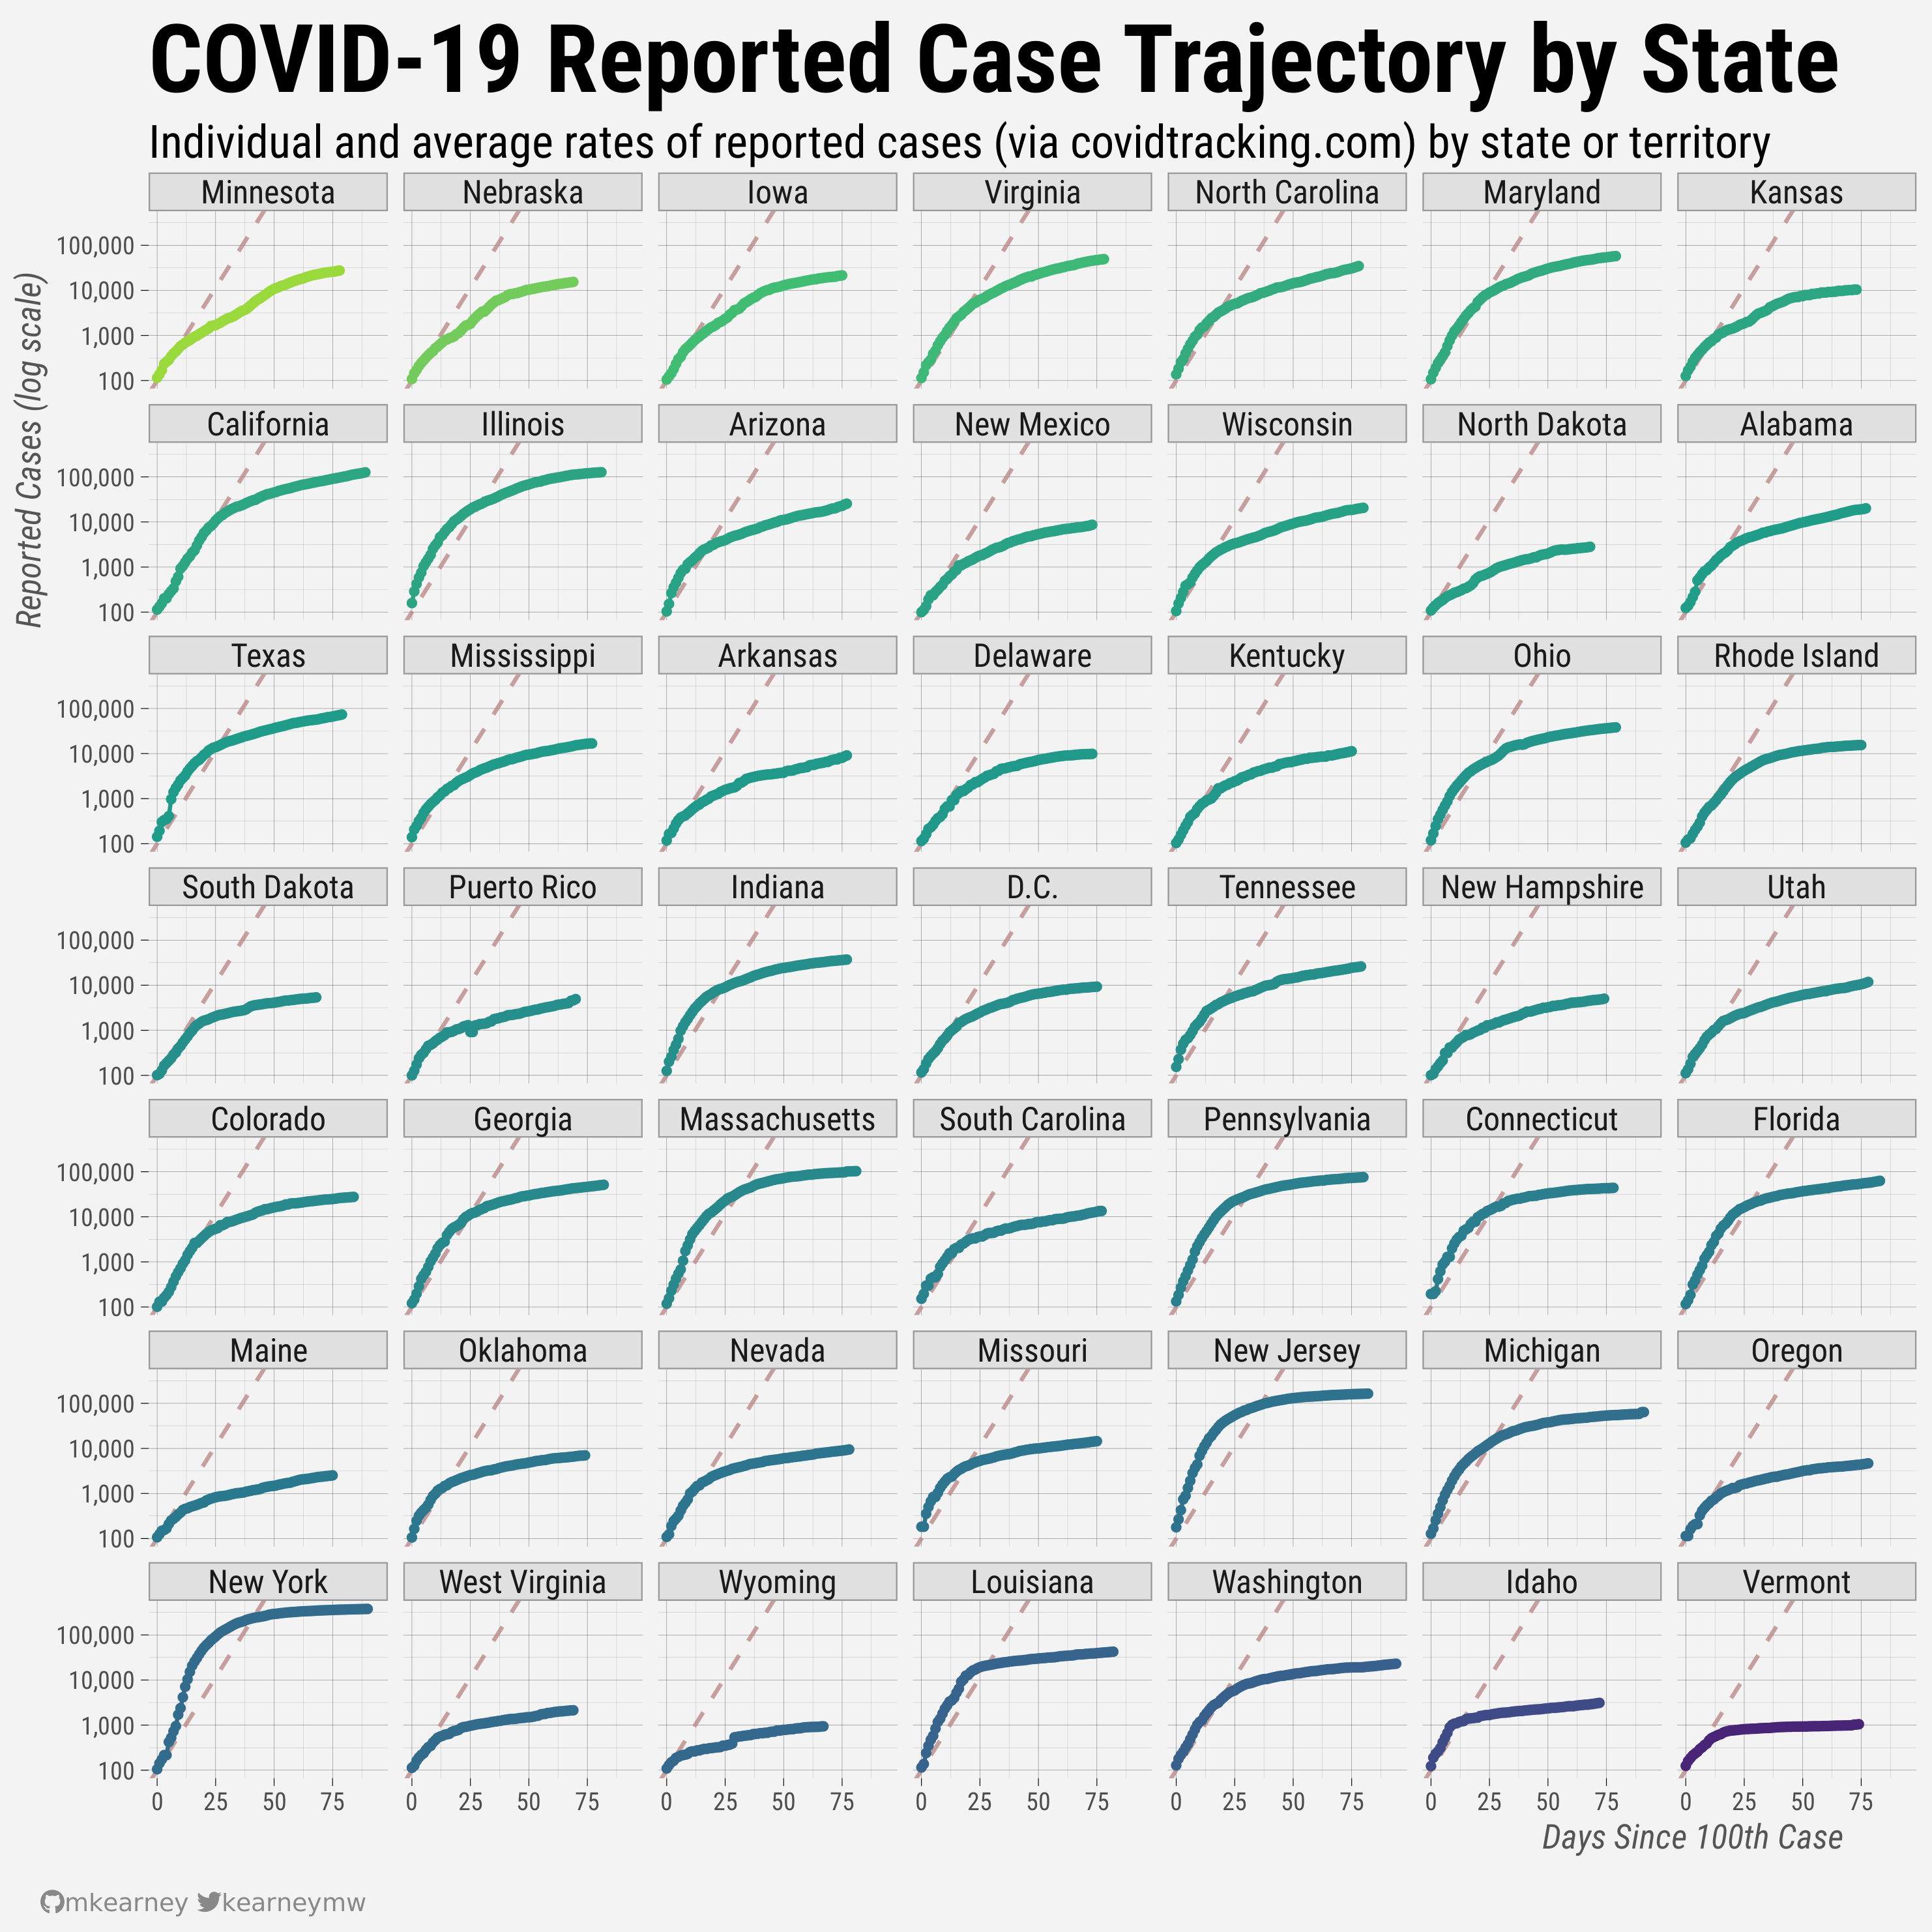 COVID-19 Reported Case Trajectory by State
Individual and average rates of reported cases (via covidtracking.com) by state or territory
Reported Cases (log scale)
Minnesota Nebraska Iowa Virginia North Carolina Maryland Kansas
100,000
10,000
1,000
100
California Illinois Arizona New Mexico Wisconsin North Dakota Alabama
100,000
10,000
1,000
100
Texas Mississippi Arkansas Delaware Kentucky Ohio Rhode Island
100,000
10,000
1,000
100
South Dakota Puerto Rico Indiana D.C. Tennessee New Hampshire Utah
100,000
10,000
1,000
100
Colorado Georgia Massachusetts South Carolina Pennsylvania Connecticut Florida
100,000
10,000
1,000
100
Maine Oklahoma Nevada Missouri New Jersey Michigan Oregon
100,000
10,000
1,000
100
New York West Virginia Wyoming Louisiana Washington Idaho Vermont
100,000
10,000
1,000
100
0 25 50 75 0 25 50 75 0 25 50 75 0 25 50 75 0 25 50 75 0 25 50 75 0 25 50 75
Days Since 100th Case
mkearney kearneymw